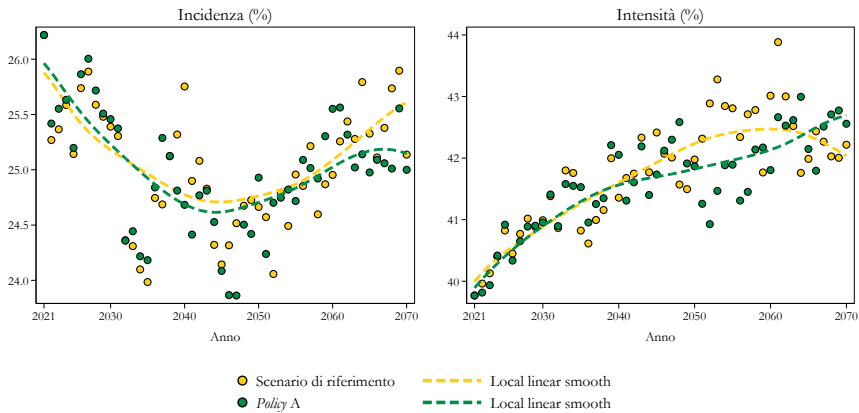 Incidenza (%)
26.0
25.5
25.0
24.5
24.0
2021 2030 2040 2050 2060 2070
Anno
Intensità (%)
44
43
42
41
40
2021 2030 2040 2050 2060 2070
Anno
Scenario di riferimento Local linear smooth
Policy A Local linear smooth